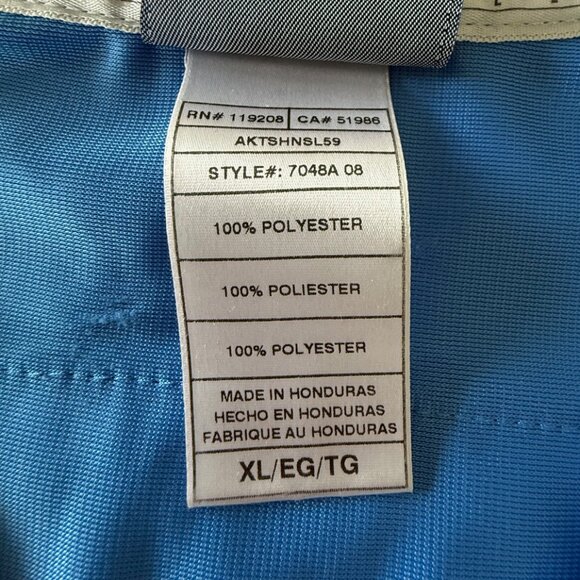 RN# 119208 CA# 51986
AKTSHNSL59
STYLE#: 7048A 08
100% POLYESTER
100% POLIESTER
100% POLYESTER
MADE IN HONDURAS
HECHO EN HONDURAS
FABRIQUE AU HONDURAS
XL/EG/TG